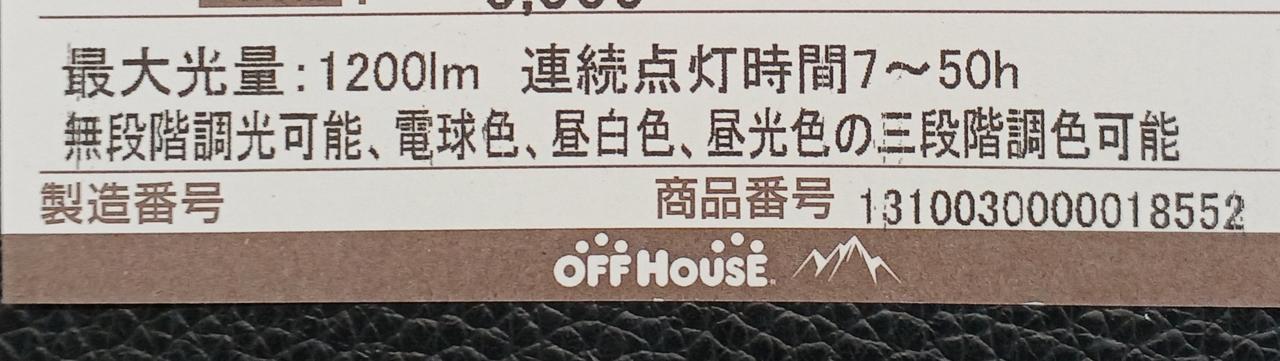 最大光量:1200lm 連続点灯時間7～50h
無段階調光可能、電球色、昼白色、昼光色の三段階調色可能
製造番号 商品番号 1310030000018552
OFF HOUSE